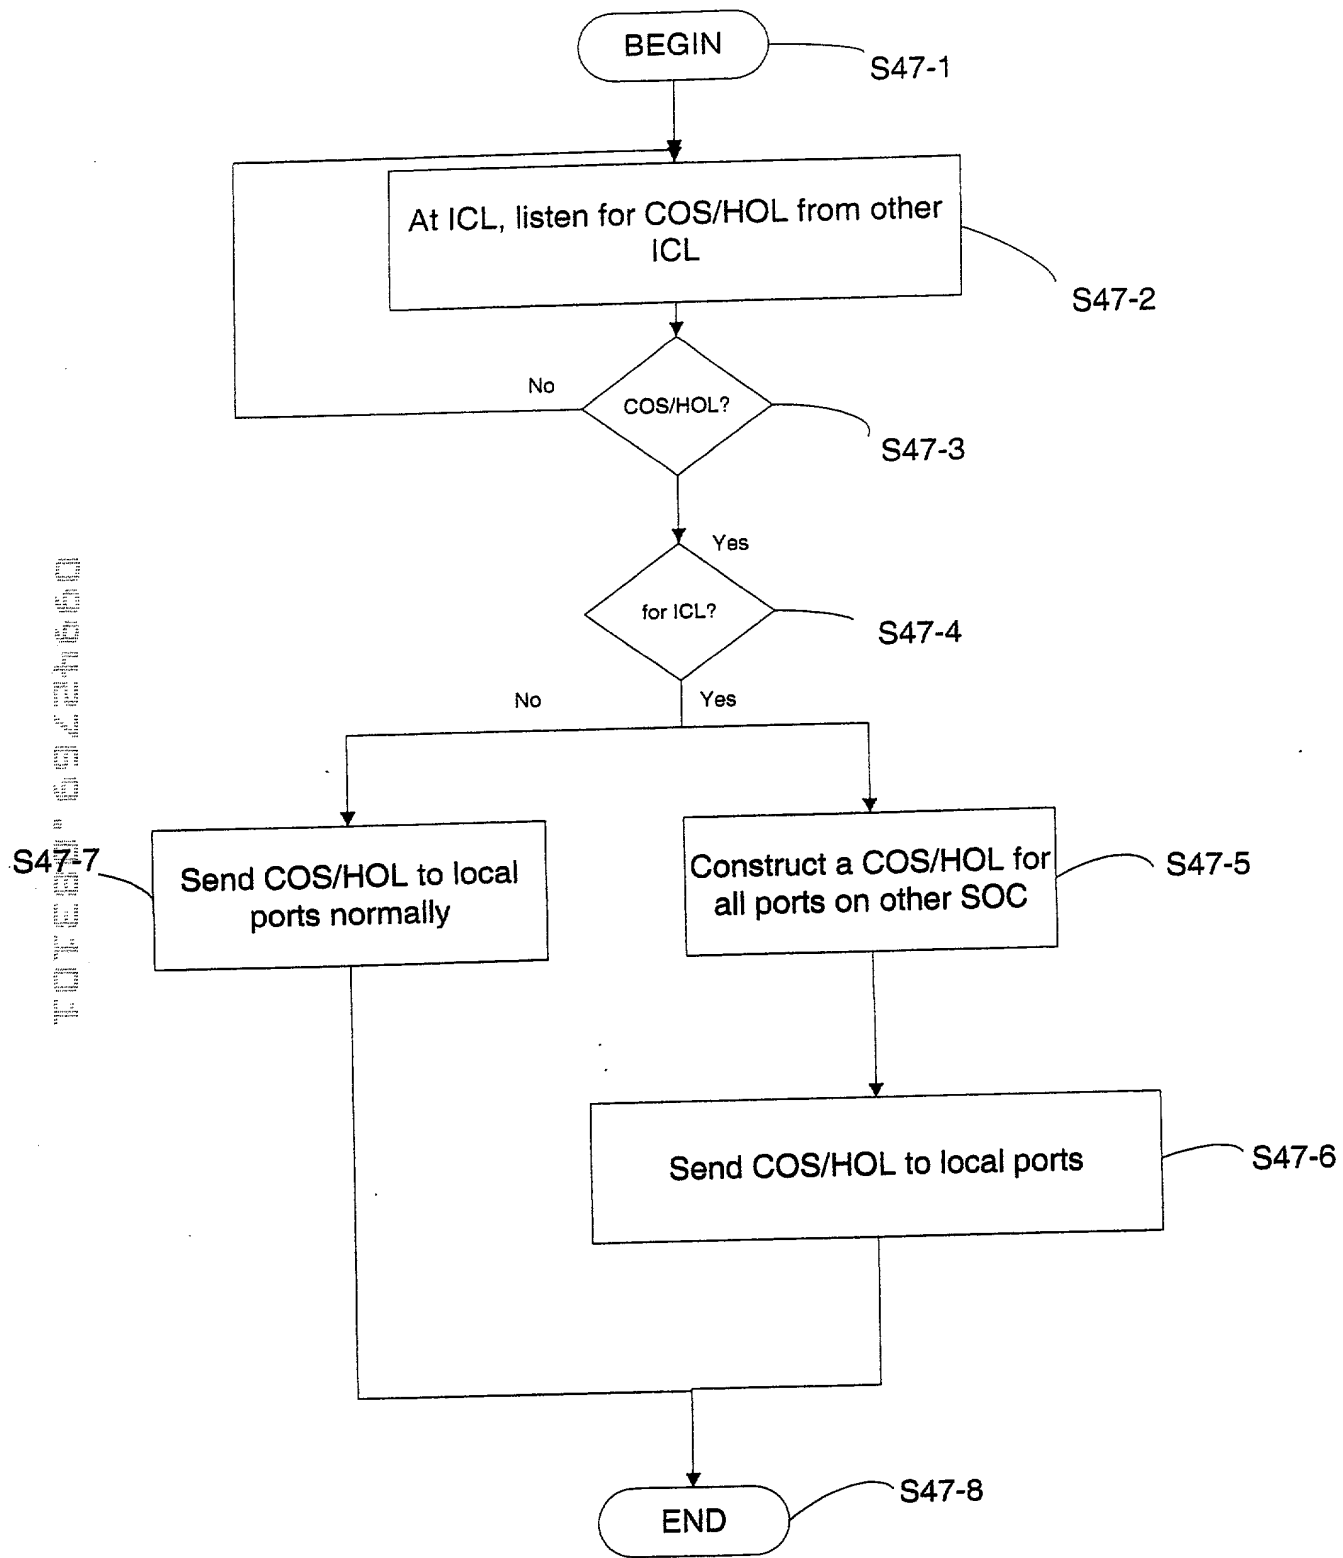 BEGIN
S47-1
At ICL, listen for COS/HOL from other
ICL
S47-2
No
COS/HOL?
S47-3
Yes
for ICL?
S47-4
No
Yes
S47-7
Send COS/HOL to local
ports normally
Construct a COS/HOL for
all ports on other SOC
S47-5
Send COS/HOL to local ports
S47-6
S47-8
END